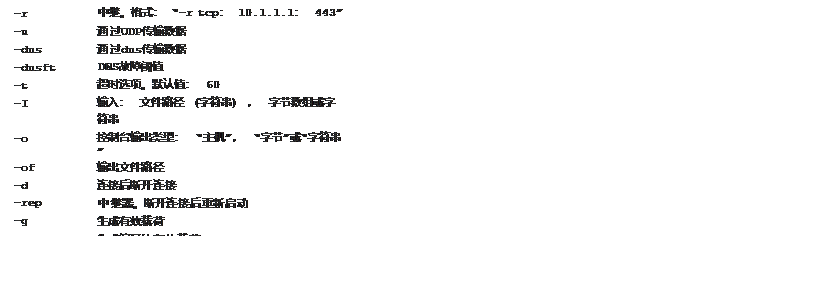 -r 中继。格式： "-r tcp： 10.1.1.1： 443"
-u 通过UDP传输数据
-dns 通过dns传输数据
-dnsft DNS故障阈值
-t 超时选项。默认值： 60
-I 输入： 文件路径 （字符串）， 字节数组或字
符串
-o 控制台输出类型： "主机"， "字节"或"字符串
"
-of 输出文件路径
-d 连接后断开连接
-rep 中继器。断开连接后重新启动
-g 生成有效载荷